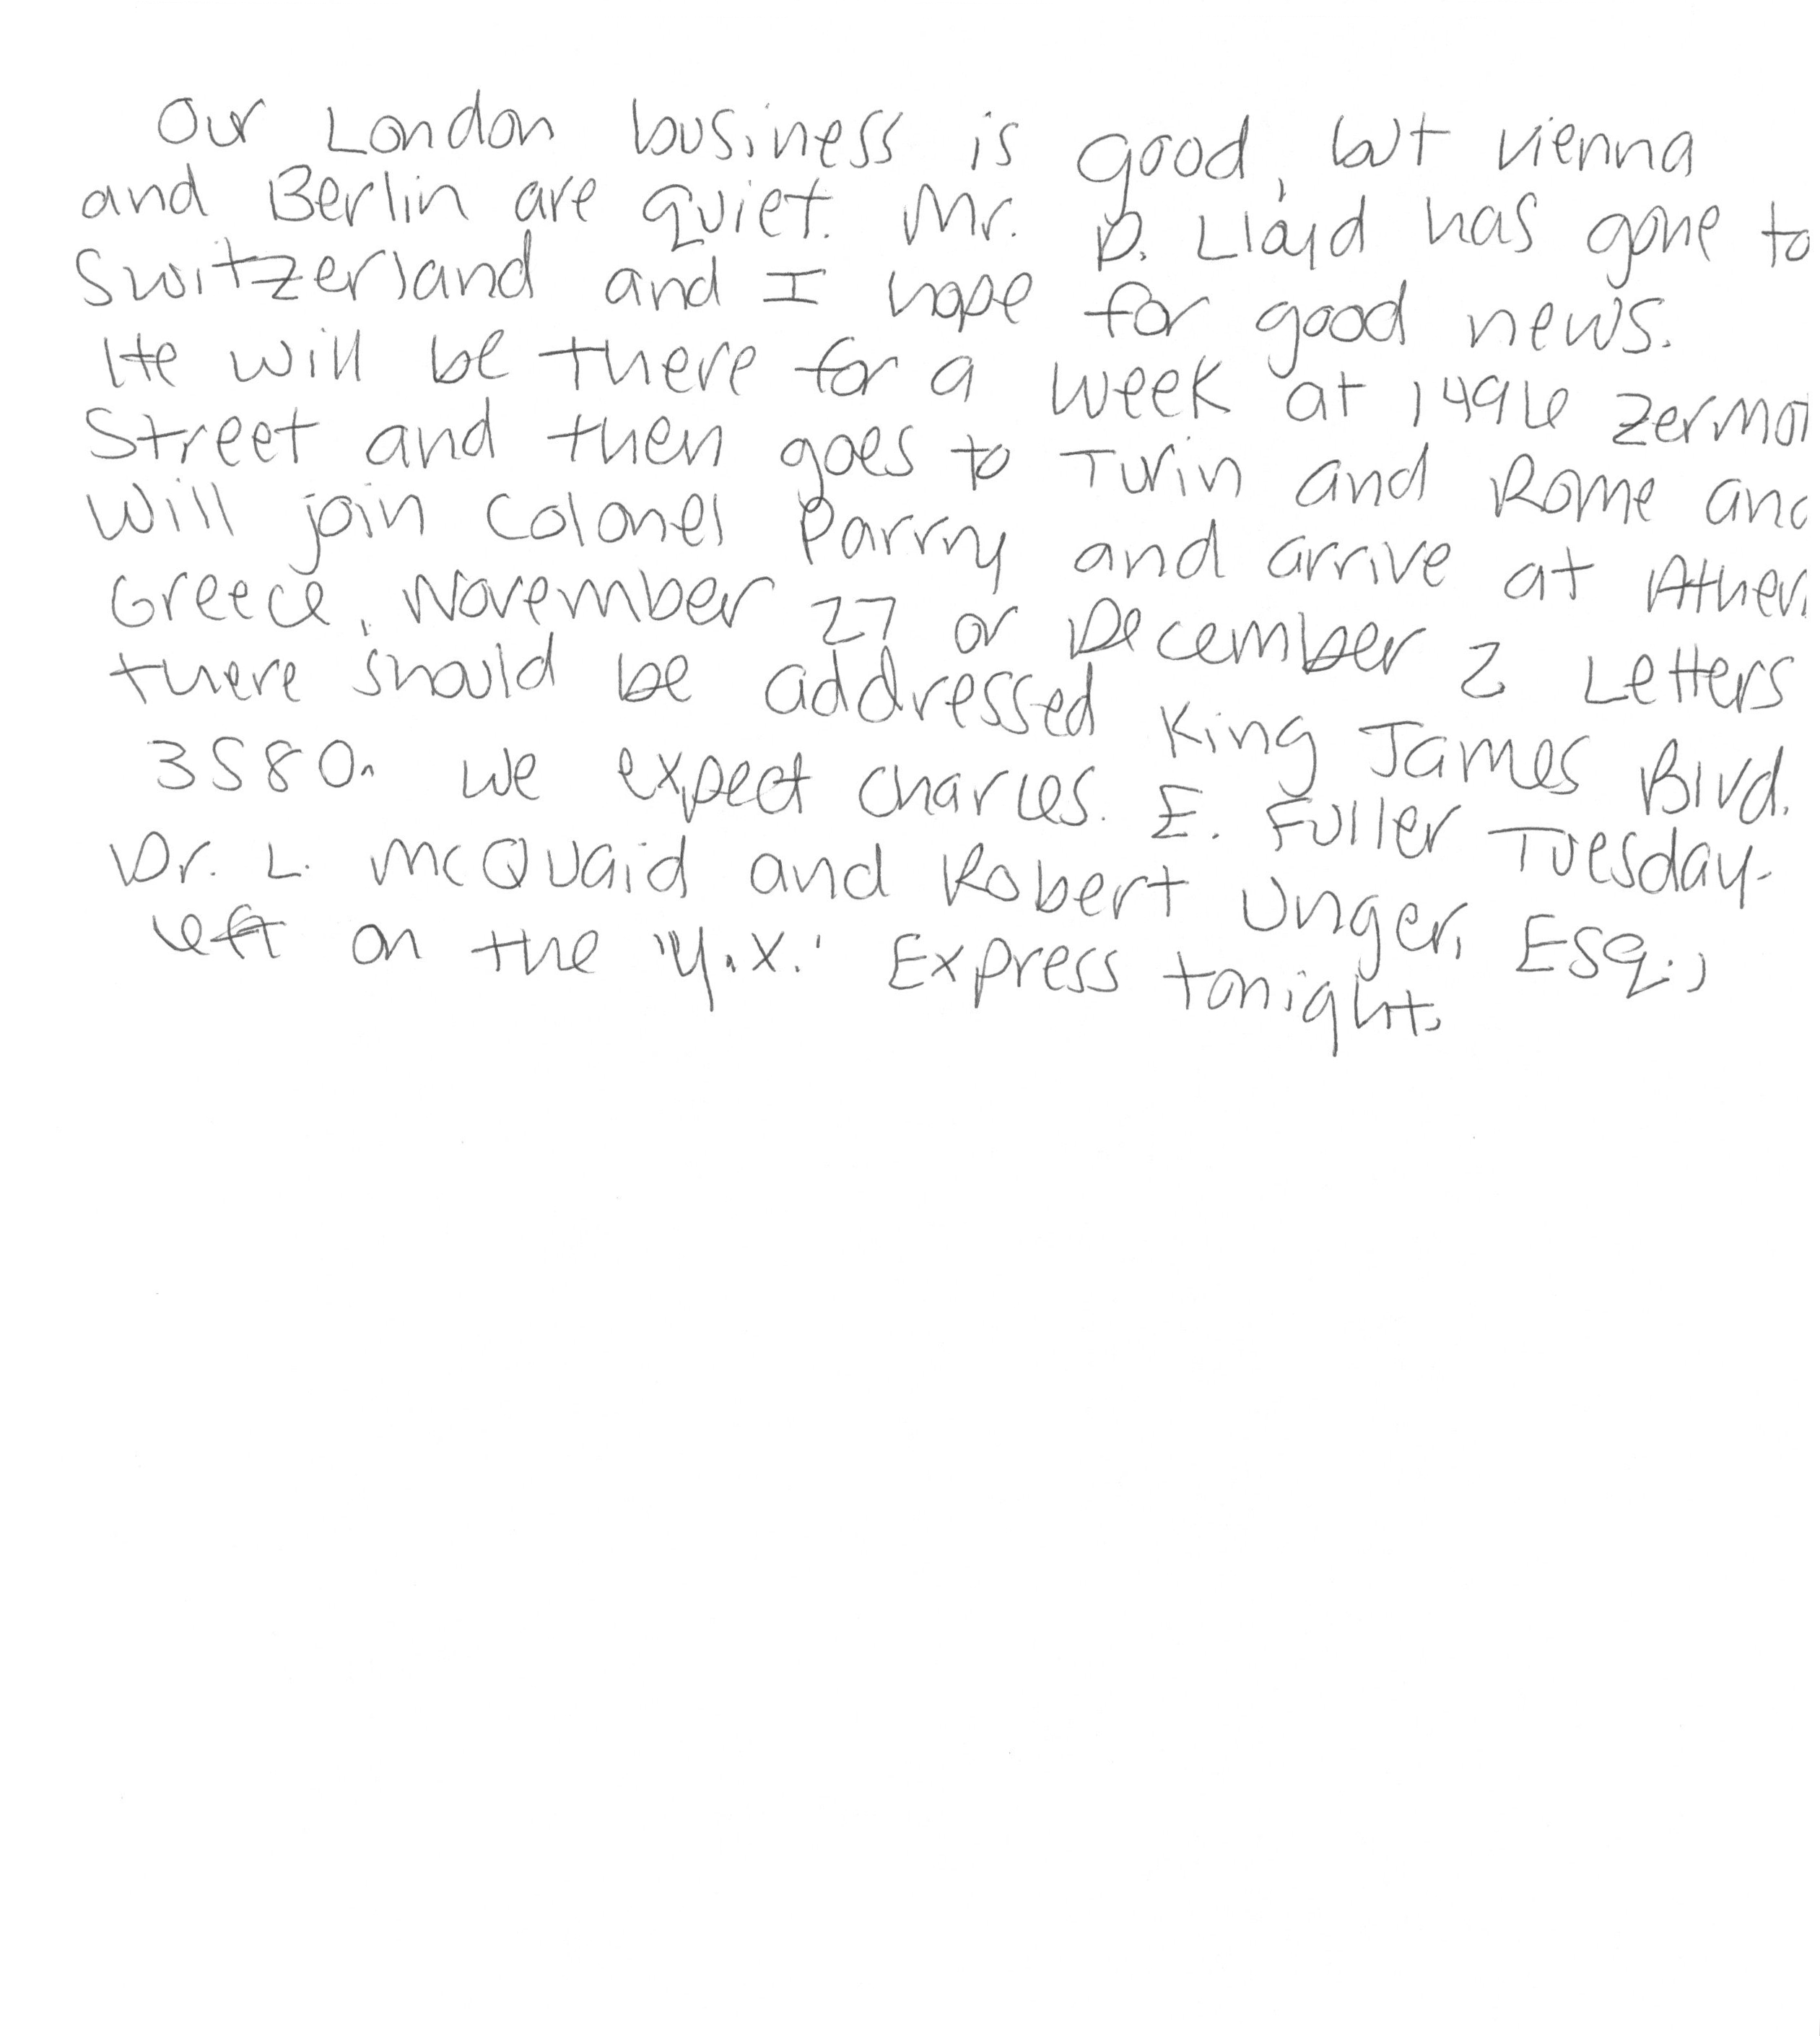 Our London business is good, but Vienna
and Berlin are quiet. Mr. D. Lloyd has gone to
Switzerland and I hope for good news.
He will be there for a week at 1496 Zermot
Street and then goes to Turin and Rome and
will join Colonel Parry and arrive at Athen
Greece, November 27 or December 2 Letters
there should be addressed King James Blvd.
3580. We expect Charles. E. Fuller Tuesday.
Dr. L. McQuaid and Robert Unger, Esq.,
left on the "Y.X." Express tonight.